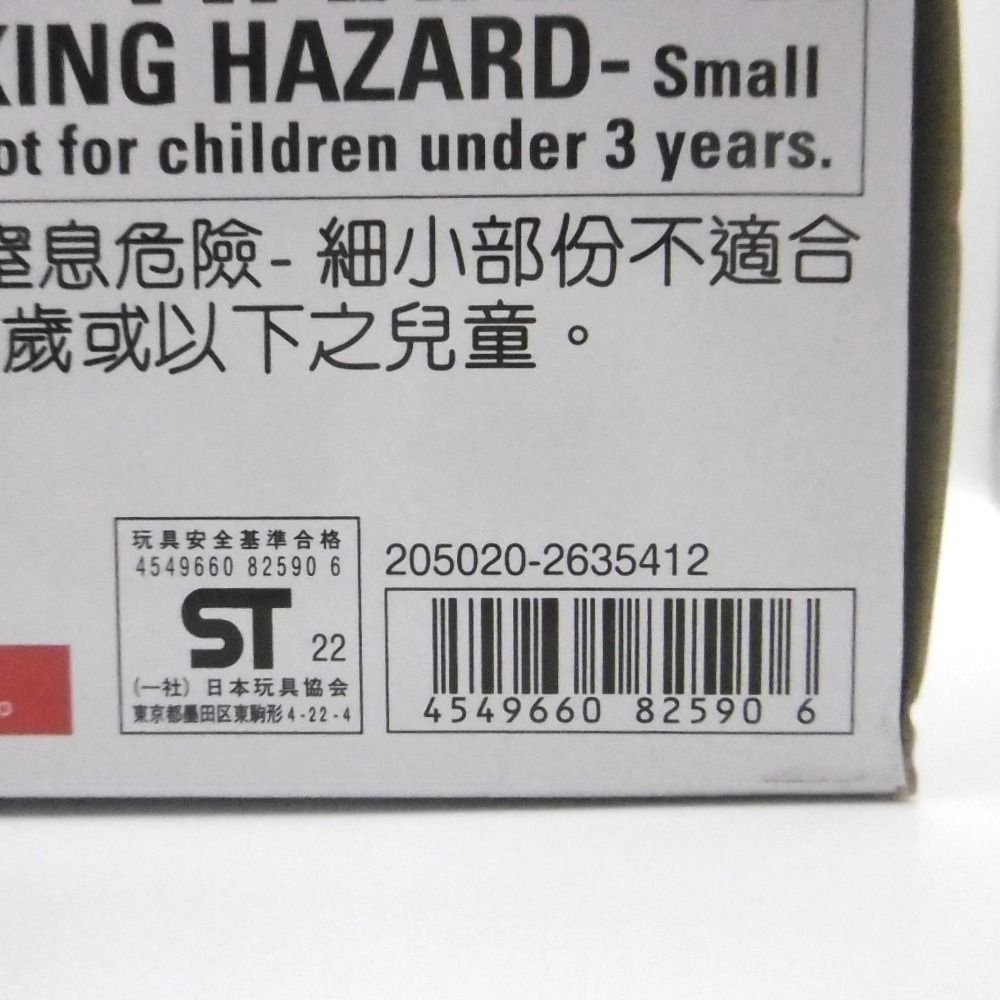 KING HAZARD- Small
ot for children under 3 years.
窒息危險- 細小部份不適合
歲或以下之兒童。
玩具安全基準合格
4549660 82590 6
ST 22
(一社) 日本玩具協会
東京都墨田区東駒形 4-22-4
205020-2635412
4549660 82590 6